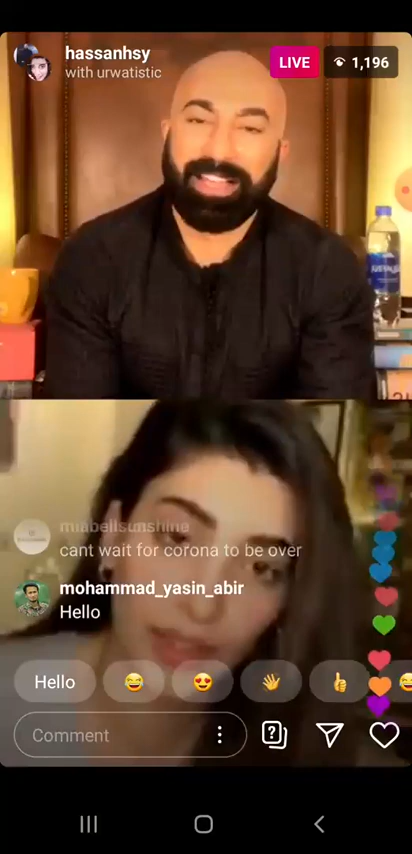 hassanhsy
with urwatistic
LIVE
1,196
miabellsunshine
cant wait for corona to be over
mohammad_yasin_abir
Hello
Hello
Comment